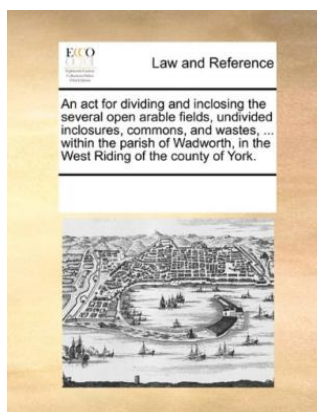 ECCO
Law and Reference
An act for dividing and inclosing the
several open arable fields, undivided
inclosures, commons, and wastes, ...
within the parish of Wadworth, in the
West Riding of the county of York.